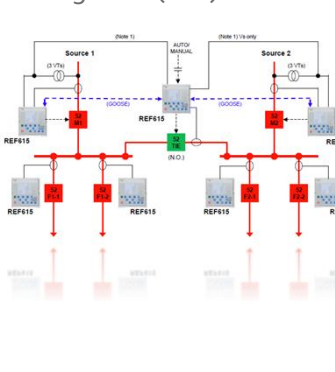 (Note 1)
AUTO/
MANUAL
(Note 1) Vs only
Source 1
Source 2
(3 VTs)
(3 VTs)
(GOOSE)
(GOOSE)
REF615
52
M1
REF615
52
TIE
(N.O.)
52
M2
52
F1-1
52
F1-2
52
F2-1
52
F2-2
REF615
REF615
REF615